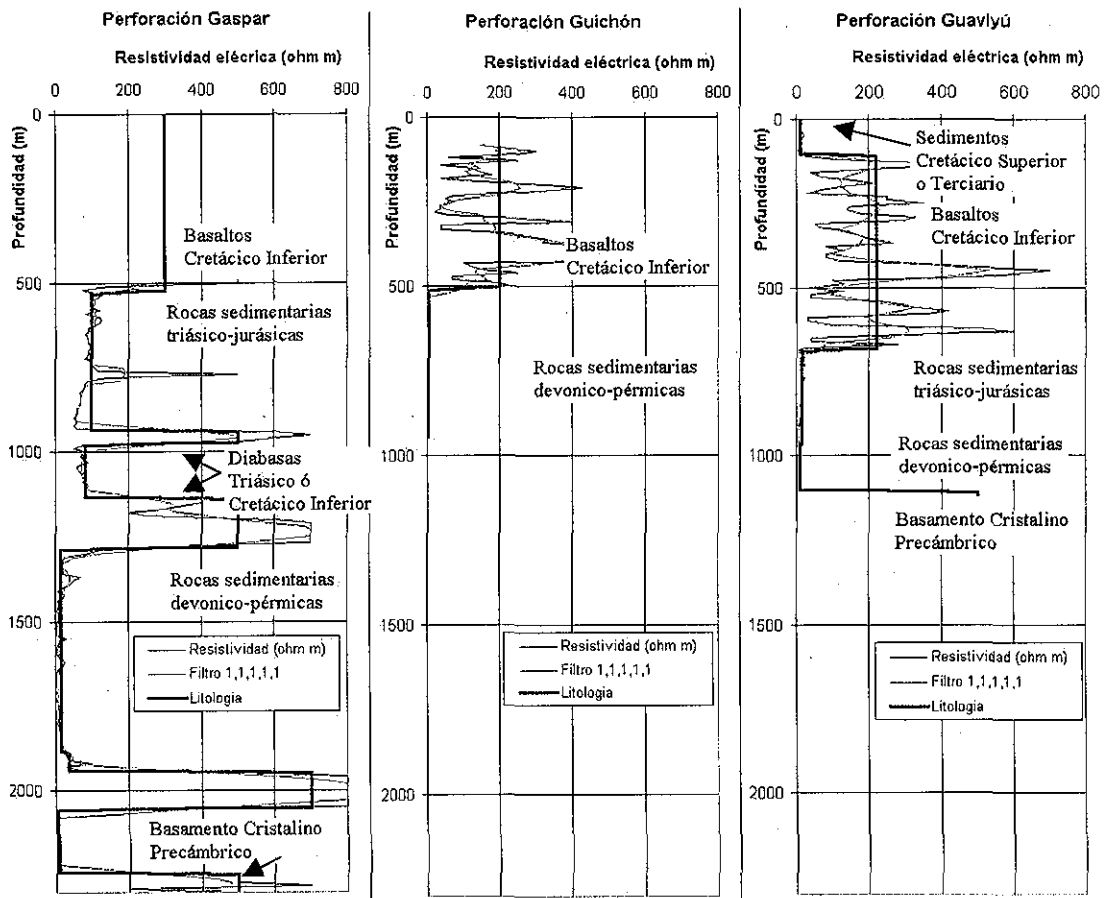 Perforación Gaspar
Resistividad elécrica (ohm m)
0 200 400 600 800
0
500
1000
1500
2000
Profundidad (m)
Basaltos
Cretácico Inferior
Rocas sedimentarias
triásico-jurásicas
Diabasas
Triásico ó
Cretácico Inferior
Rocas sedimentarias
devonico-pérmicas
Resistividad (ohm m)
Filtro 1,1,1,1,1
Litologia
Basamento Cristalino
Precámbrico
Perforación Guichón
Resistividad eléctrica (ohm m)
0 200 400 600 800
0
500
1000
1500
2000
Profundidad (m)
Basaltos
Cretácico Inferior
Rocas sedimentarias
devonico-pérmicas
Resistividad (ohm m)
Filtro 1,1,1,1,1
Litologia
Perforación Guaviyú
Resistividad eléctrica (ohm m)
0 200 400 600 800
0
500
1000
1500
2000
Profundidad (m)
Sedimentos
Cretácico Superior
o Terciario
Basaltos
Cretácico Inferior
Rocas sedimentarias
triásico-jurásicas
Rocas sedimentarias
devonico-pérmicas
Basamento Cristalino
Precámbrico
Resistividad (ohm m)
Filtro 1,1,1,1,1
Litologia